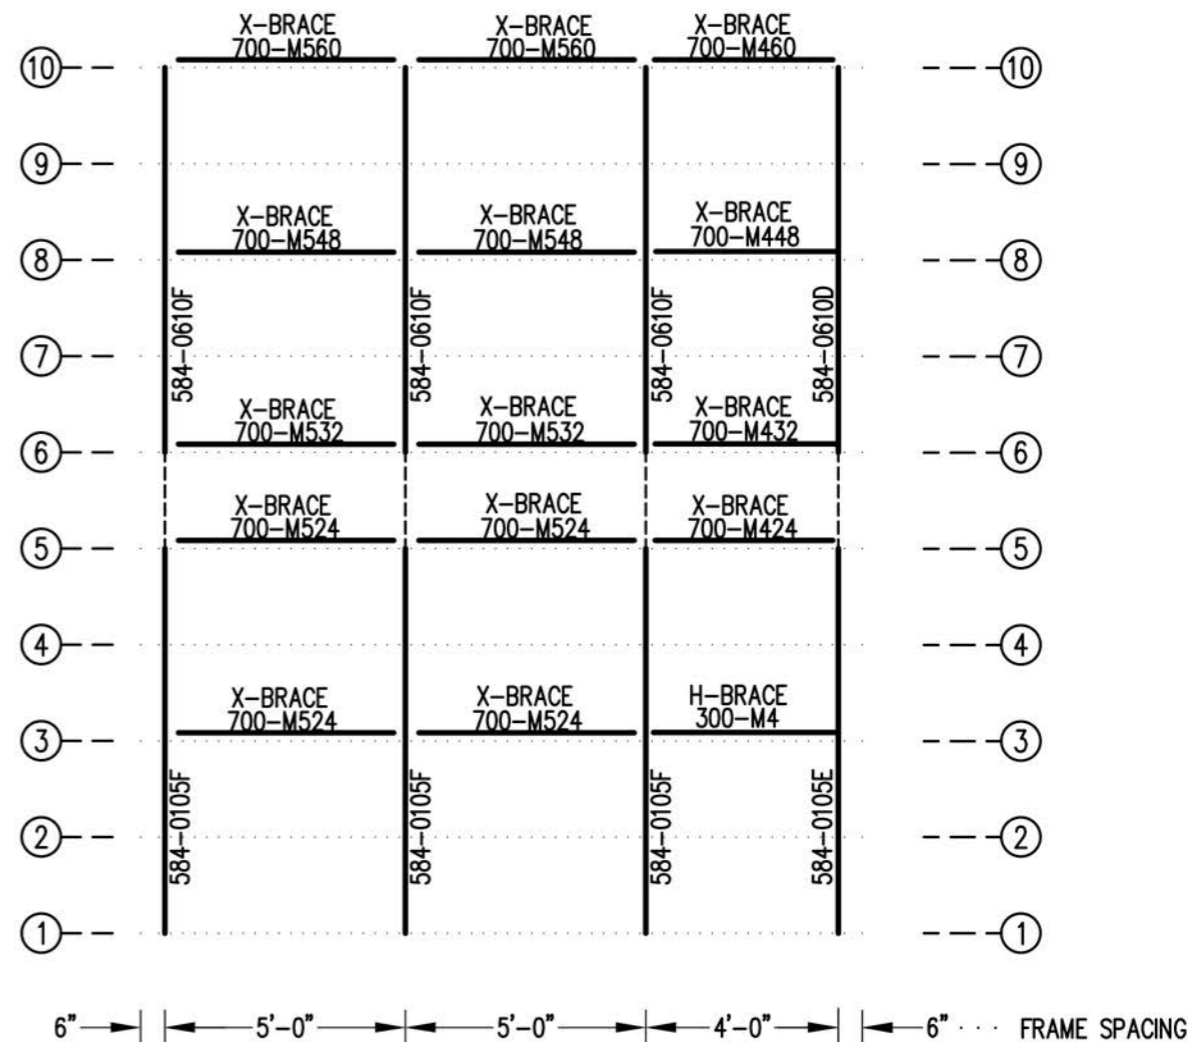 X-BRACE
700-M560
X-BRACE
700-M560
X-BRACE
700-M460
10
10
9
9
X-BRACE
700-M548
X-BRACE
700-M548
X-BRACE
700-M448
8
8
584-0610F
584-0610F
584-0610F
584-0610D
7
7
X-BRACE
700-M532
X-BRACE
700-M532
X-BRACE
700-M432
6
6
X-BRACE
700-M524
X-BRACE
700-M524
X-BRACE
700-M424
5
5
4
4
X-BRACE
700-M524
X-BRACE
700-M524
H-BRACE
300-M4
3
3
584-0105F
584-0105F
584-0105F
584-0105E
2
2
1
1
6" 5'-0" 5'-0" 4'-0" 6" FRAME SPACING